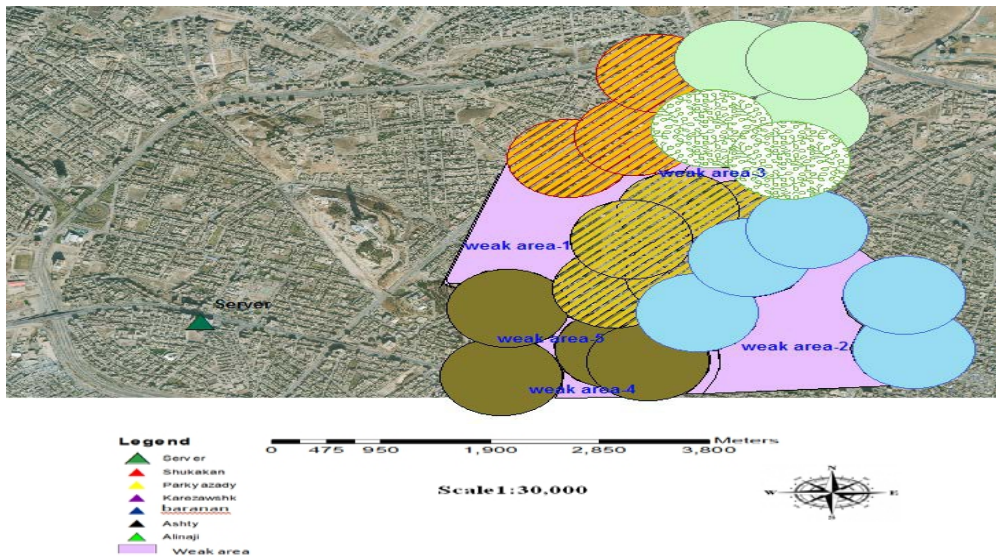 weak area-3
weak area-1
Server
weak area-5
weak area-2
weak area-4
Legend
Server
Shukakan
Parkyazady
Karezawshk
baranan
Ashty
Alinaji
Weak area
0 475 950 1,900 2,850 3,800 Meters
Scale1:30,000
N
W E
S